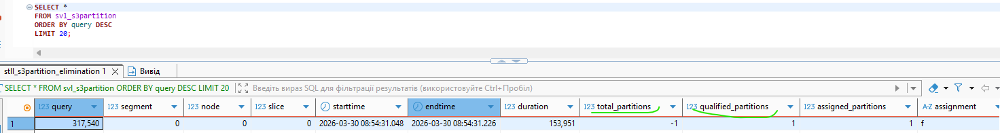 SELECT *
FROM svl_s3partition
ORDER BY query DESC
LIMIT 20;
stll_s3partition_elimination 1
Вивід
SELECT * FROM svl_s3partition ORDER BY query DESC LIMIT 20
Введіть вираз SQL для фільтрації результатів (використовуйте Ctrl+Пробіл)
123 query 123 segment 123 node 123 slice starttime endtime 123 duration 123 total_partitions 123 qualified_partitions 123 assigned_partitions A-Z assignment
1 317,540 0 0 0 2026-03-30 08:54:31.048 2026-03-30 08:54:31.226 153,951 -1 1 1 f